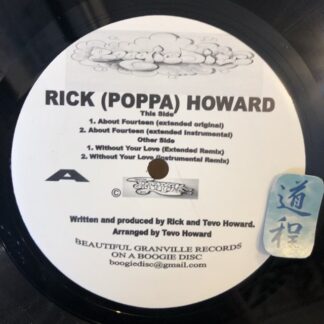 RICK (POPPA) HOWARD
This Side
1. About Fourteen (extended original)
2. About Fourteen (extended instrumental)
Other Side
1. Without Your Love (Extended Remix)
2. Without Your Love (Instrumental Remix)
A
©
Written and produced by Rick and Tevo Howard.
Arranged by Tevo Howard
BEAUTIFUL GRANVILLE RECORDS
ON A BOOGIE DISC
boogiedisc@gmail.com
道
程